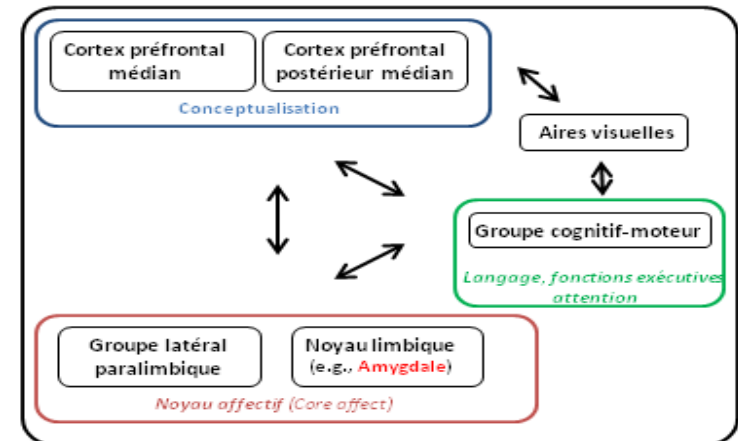 Cortex préfrontal
médian
Cortex préfrontal
postérieur médian
Conceptualisation
Aires visuelles
Groupe cognitif-moteur
Langage, fonctions exécutives
attention
Groupe latéral
paralimbique
Noyau limbique
(e.g., Amygdale)
Noyau affectif (Core affect)